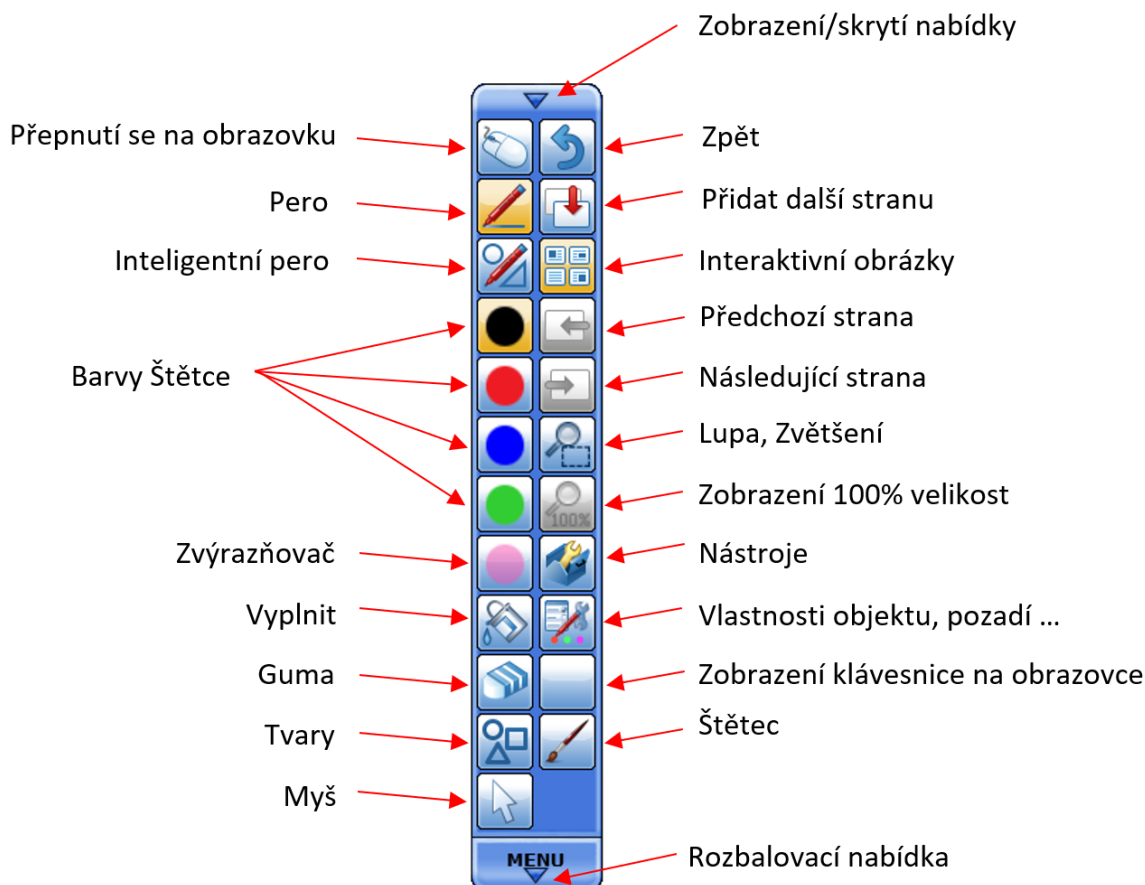 Zobrazení/skrytí nabídky
Přepnutí se na obrazovku
Zpět
Pero
Přidat další stranu
Inteligentní pero
Interaktivní obrázky
Předchozí strana
Barvy Štětce
Následující strana
Lupa, Zvětšení
Zobrazení 100% velikost
100%
Zvýrazňovač
Nástroje
Vyplnit
Vlastnosti objektu, pozadí ...
Guma
Zobrazení klávesnice na obrazovce
Tvary
Štětec
Myš
MENU
Rozbalovací nabídka